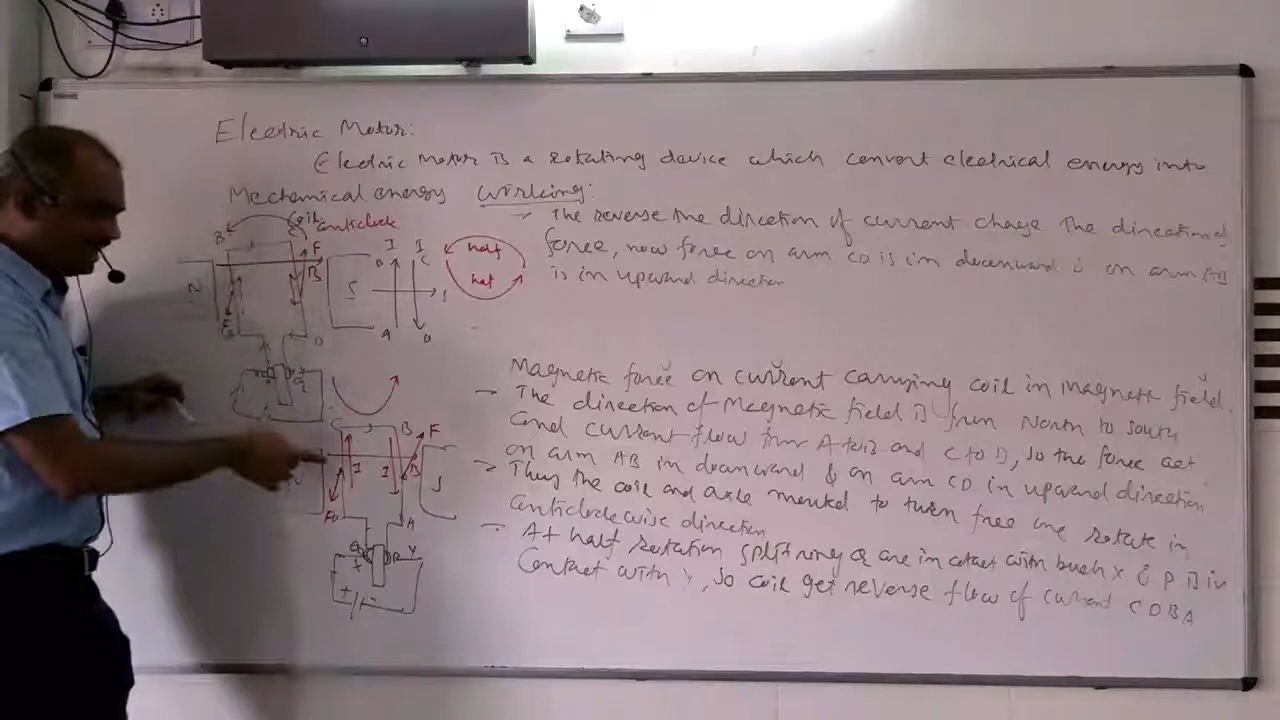 Electric Motor:
Electric Motor is a rotating device which convert electrical energy into
Mechanical energy Working:
- The reverse the direction of current change the direction of
force, now force on arm CD is in downward & on arm AB
is in upward direction
B Coil anticlock
F
B
N S
I I
D C
A D
half
half
F
D
X Y
Magnetic force on current carrying coil in magnetic field.
- The direction of Magnetic field is from North to south
and current flow from A to B and C to D, so the force act
on arm AB in downward & on arm CD in upward direction
- Thus the coil and axle mounted to turn free are rotate in
anticlockwise direction
- At half rotation split ring Q are in contact with bush X & P is in
Contact with Y, so coil get reverse flow of current C D B A
C B F
I I B
S
A
X R Y
+ -